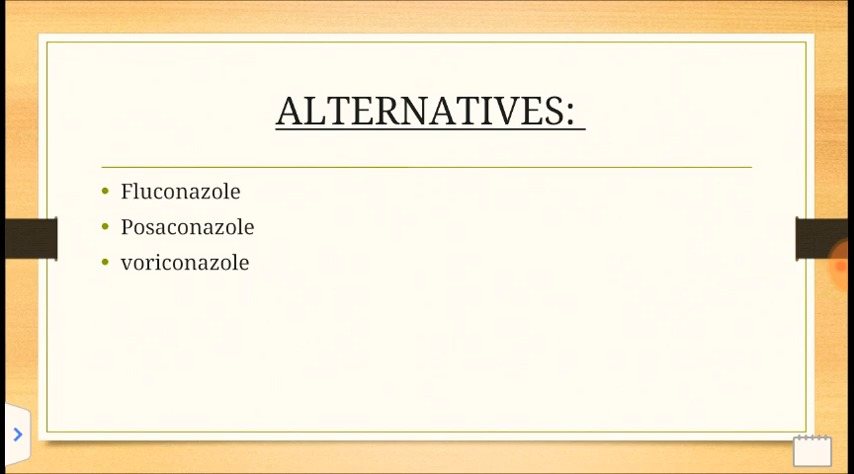 ALTERNATIVES:
• Fluconazole
• Posaconazole
• voriconazole